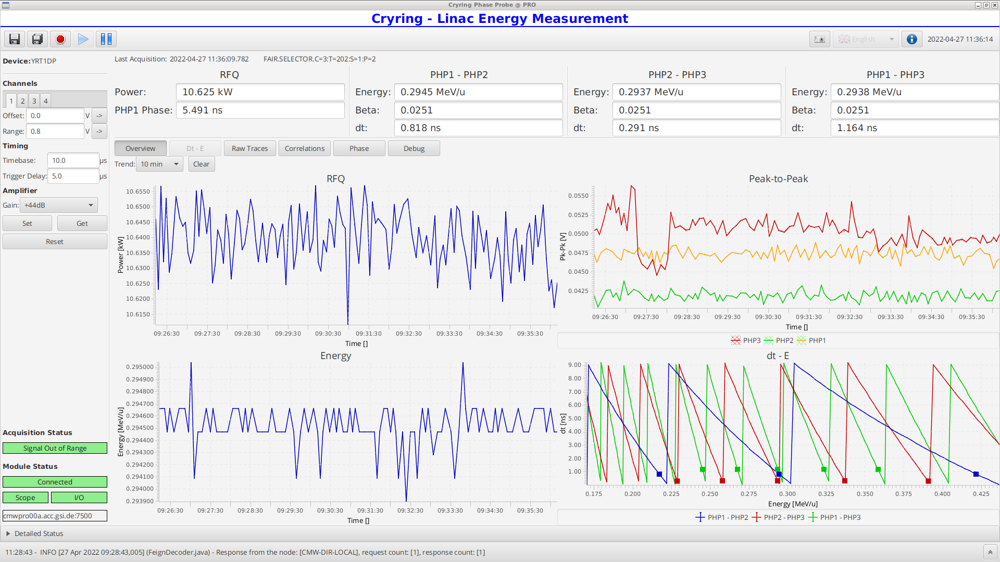 Cryring Phase Probe @ PRO
Cryring - Linac Energy Measurement
English
2022-04-27 11:36:14
Device:YRT1DP
Last Acquisition: 2022-04-27 11:36:09.782 FAIR.SELECTOR.C=3:T=202:S=1:P=2
Channels
1 2 3 4
Offset: 0.0 V ->
Range: 0.8 V ->
Timing
Timebase: 10.0 µs
Trigger Delay: 5.0 µs
Amplifier
Gain: +44dB
Set Get
Reset
Acquisition Status
Signal Out of Range
Module Status
Connected
Scope I/O
cmwpro00a.acc.gsi.de:7500
RFQ
Power: 10.625 kW
PHP1 Phase: 5.491 ns
PHP1 - PHP2
Energy: 0.2945 MeV/u
Beta: 0.0251
dt: 0.818 ns
PHP2 - PHP3
Energy: 0.2937 MeV/u
Beta: 0.0251
dt: 0.291 ns
PHP1 - PHP3
Energy: 0.2938 MeV/u
Beta: 0.0251
dt: 1.164 ns
Overview Dt - E Raw Traces Correlations Phase Debug
Trend: 10 min Clear
RFQ
Power [kW]
10.6550
10.6500
10.6450
10.6400
10.6350
10.6300
10.6250
10.6200
10.6150
09:26:30 09:27:30 09:28:30 09:29:30 09:30:30 09:31:30 09:32:30 09:33:30 09:34:30 09:35:30
Time []
Peak-to-Peak
Pk-Pk [V]
0.0550
0.0525
0.0500
0.0475
0.0450
0.0425
09:26:30 09:27:30 09:28:30 09:29:30 09:30:30 09:31:30 09:32:30 09:33:30 09:34:30 09:35:30
Time []
PHP3 PHP2 PHP1
Energy
Energy [MeV/u]
0.295000
0.294900
0.294800
0.294700
0.294600
0.294500
0.294400
0.294300
0.294200
0.294100
0.294000
0.293900
09:26:30 09:27:30 09:28:30 09:29:30 09:30:30 09:31:30 09:32:30 09:33:30 09:34:30 09:35:30
Time []
dt - E
dt [ns]
9.00
8.00
7.00
6.00
5.00
4.00
3.00
2.00
1.00
0.175 0.200 0.225 0.250 0.275 0.300 0.325 0.350 0.375 0.400 0.425
Energy [MeV/u]
PHP1 - PHP2 PHP2 - PHP3 PHP1 - PHP3
Detailed Status
11:28:43 - INFO [27 Apr 2022 09:28:43,005] (FeignDecoder.java) - Response from the node: [CMW-DIR-LOCAL], request count: [1], response count: [1]